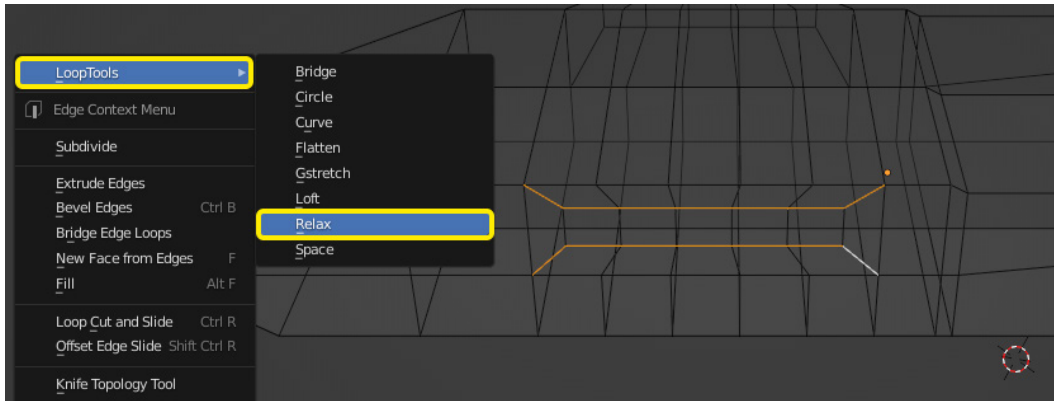 LoopTools
Edge Context Menu
Subdivide
Extrude Edges
Bevel Edges Ctrl B
Bridge Edge Loops
New Face from Edges F
Fill Alt F
Loop Cut and Slide Ctrl R
Offset Edge Slide Shift Ctrl R
Knife Topology Tool
Bridge
Circle
Curve
Flatten
Gstretch
Loft
Relax
Space